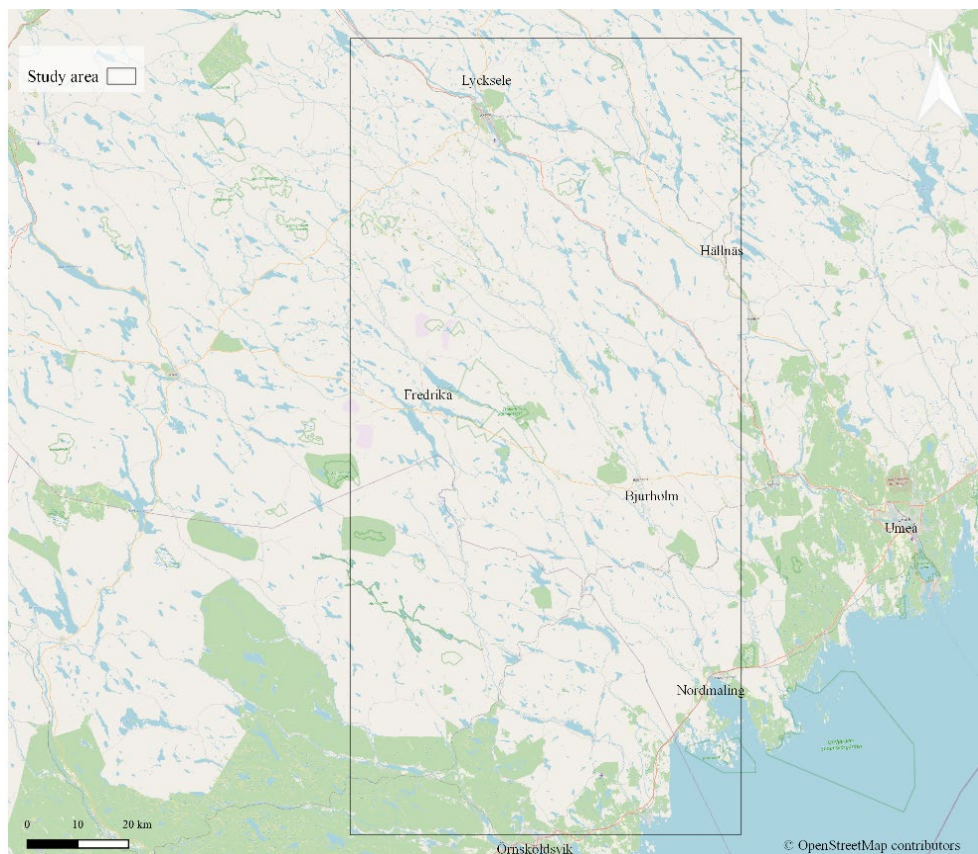 N
Study area
Lycksele
Hällnäs
Fredrika
Bjurholm
Umeå
Nordmaling
0 10 20 km
Örnsköldsvik
© OpenStreetMap contributors